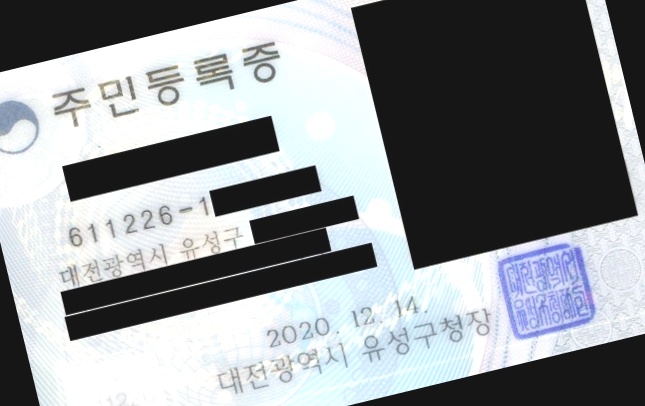 주민등록증
611226-1
대전광역시 유성구
2020. 12. 14.
대전광역시 유성구청장